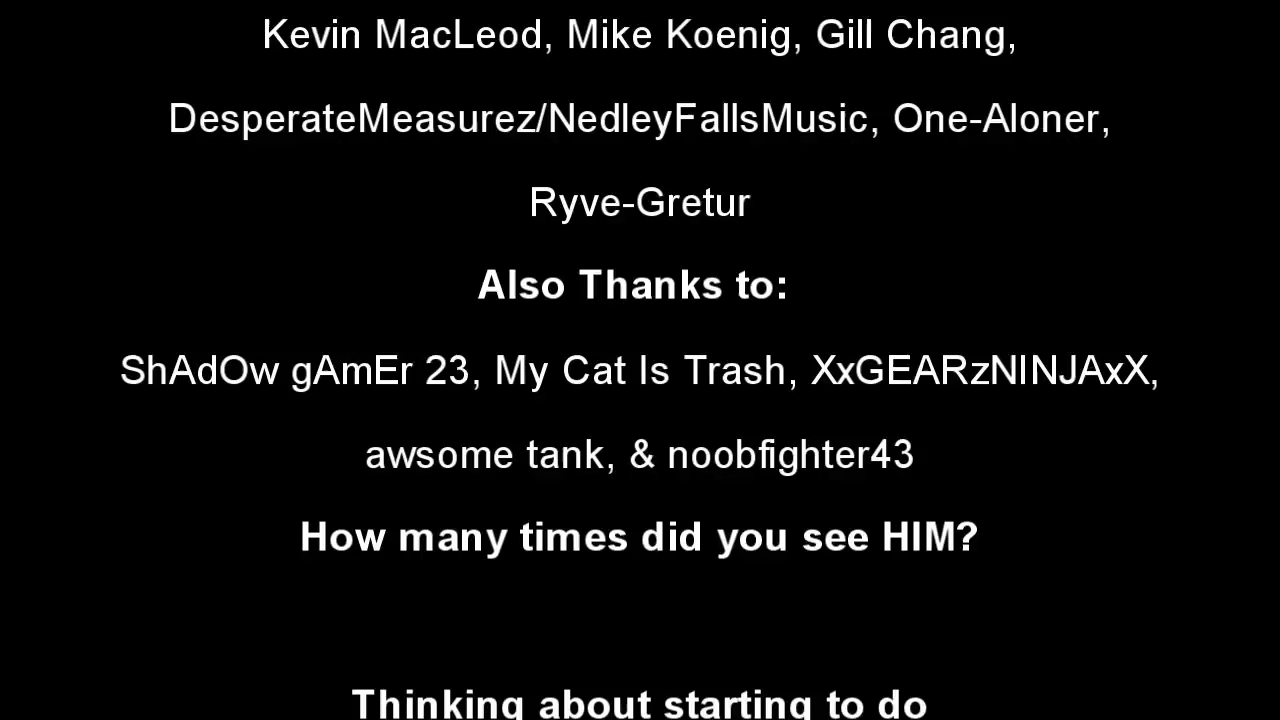 Kevin MacLeod, Mike Koenig, Gill Chang,
DesperateMeasurez/NedleyFallsMusic, One-Aloner,
Ryve-Gretur
Also Thanks to:
ShAdOw gAmEr 23, My Cat Is Trash, XxGEARzNINJAxX,
awsome tank, & noobfighter43
How many times did you see HIM?
Thinking about starting to do